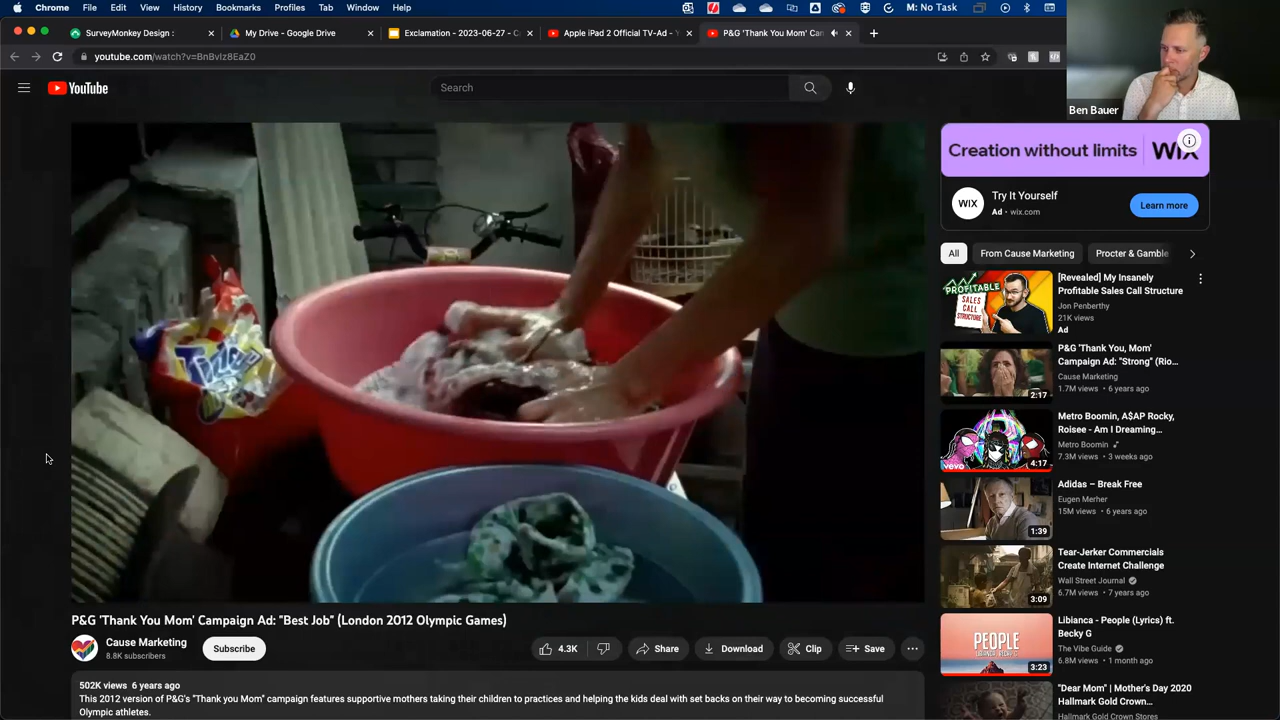 Chrome File Edit View History Bookmarks Profiles Tab Window Help M: No Task
SurveyMonkey Design : My Drive – Google Drive Exclamation - 2023-06-27 - C Apple iPad 2 Official TV-Ad - Y P&G 'Thank You Mom' Can
youtube.com/watch?v=BnBvIz8EaZ0
YouTube
Search
Ben Bauer
Creation without limits WIX
WIX
Try It Yourself
Ad • wix.com
Learn more
All From Cause Marketing Procter & Gamble
PROFITABLE
SALES
CALL
STRUCTURE
[Revealed] My Insanely
Profitable Sales Call Structure
Jon Penberthy
21K views
Ad
P&G 'Thank You, Mom'
Campaign Ad: "Strong" (Rio...
Cause Marketing
1.7M views • 6 years ago
2:17
Metro Boomin, A$AP Rocky,
Roisee - Am I Dreaming...
Metro Boomin
7.3M views • 3 weeks ago
vevo
4:17
Adidas – Break Free
Eugen Merher
15M views • 6 years ago
1:39
Tear-Jerker Commercials
Create Internet Challenge
Wall Street Journal
6.7M views • 7 years ago
3:09
Libianca - People (Lyrics) ft.
Becky G
The Vibe Guide
6.8M views • 1 month ago
PEOPLE
3:23
"Dear Mom" | Mother's Day 2020
Hallmark Gold Crown...
Hallmark Gold Crown Stores
P&G 'Thank You Mom' Campaign Ad: "Best Job" (London 2012 Olympic Games)
Cause Marketing
8.8K subscribers
Subscribe
4.3K Share Download Clip Save
502K views 6 years ago
This 2012 version of P&G's "Thank you Mom" campaign features supportive mothers taking their children to practices and helping the kids deal with set backs on their way to becoming successful
Olympic athletes.